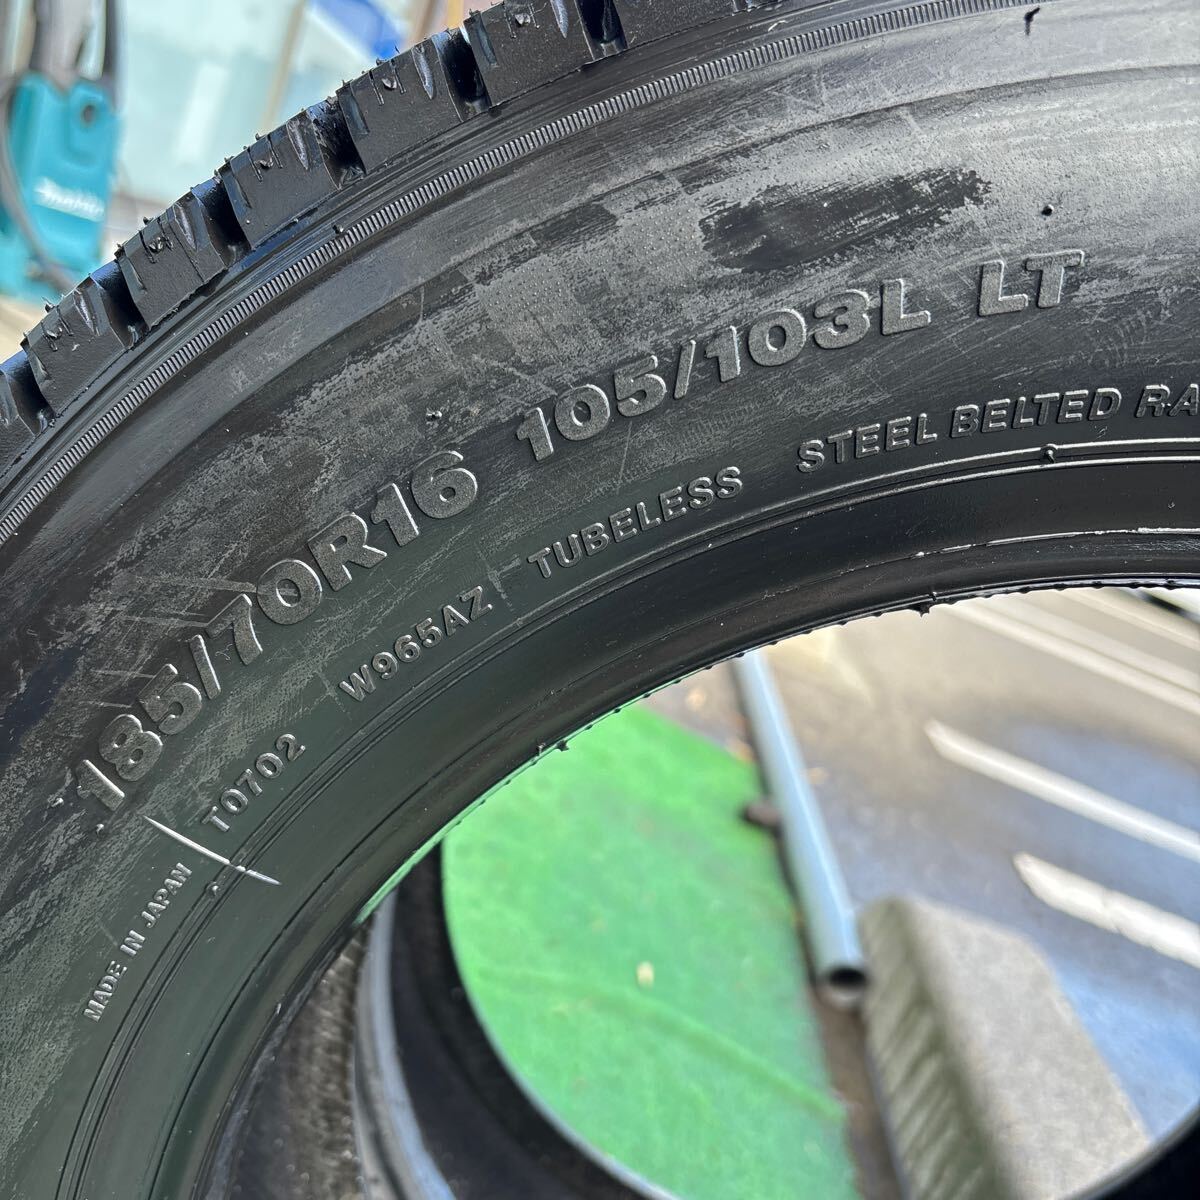 185/70R16 105/103L LT
MADE IN JAPAN T0702 W965AZ TUBELESS STEEL BELTED RA
makita